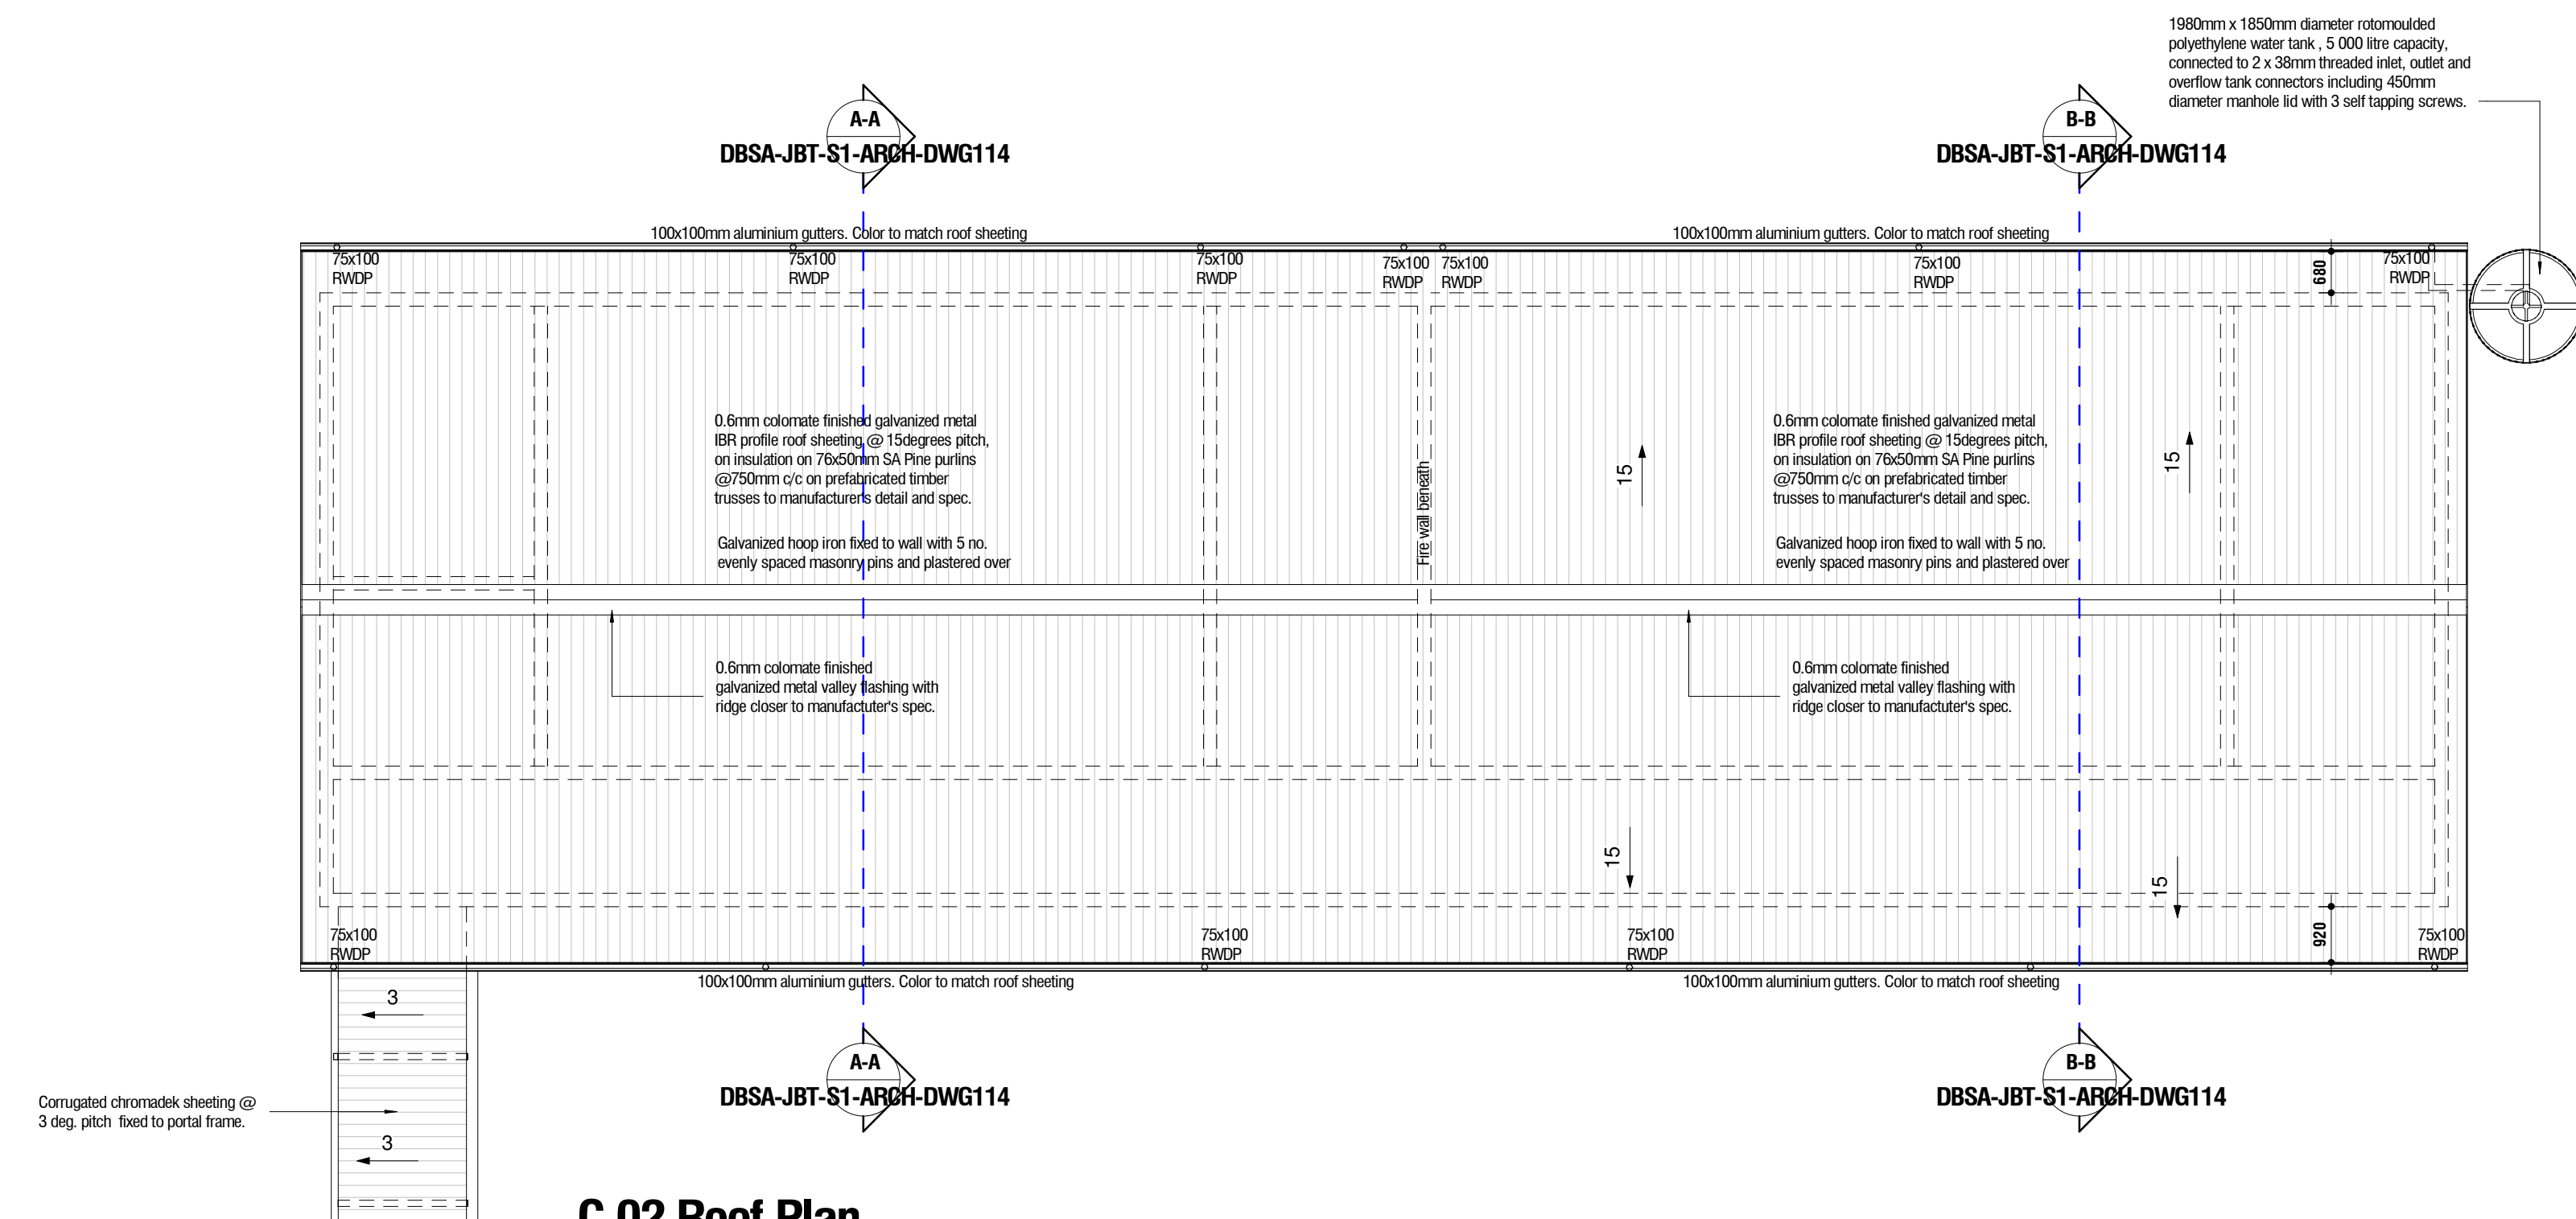 1980mm x 1850mm diameter rotomoulded
polyethylene water tank , 5 000 litre capacity,
connected to 2 x 38mm threaded inlet, outlet and
overflow tank connectors including 450mm
diameter manhole lid with 3 self tapping screws.
A-A
DBSA-JBT-S1-ARCH-DWG114
B-B
DBSA-JBT-S1-ARCH-DWG114
100x100mm aluminium gutters. Color to match roof sheeting
100x100mm aluminium gutters. Color to match roof sheeting
75x100
RWDP
75x100
RWDP
75x100
RWDP
75x100
RWDP
75x100
RWDP
75x100
RWDP
680
75x100
RWDP
0.6mm colomate finished galvanized metal
IBR profile roof sheeting @ 15degrees pitch,
on insulation on 76x50mm SA Pine purlins
@750mm c/c on prefabricated timber
trusses to manufacturer's detail and spec.
Galvanized hoop iron fixed to wall with 5 no.
evenly spaced masonry pins and plastered over
Fire wall beneath
15
0.6mm colomate finished galvanized metal
IBR profile roof sheeting @ 15degrees pitch,
on insulation on 76x50mm SA Pine purlins
@750mm c/c on prefabricated timber
trusses to manufacturer's detail and spec.
Galvanized hoop iron fixed to wall with 5 no.
evenly spaced masonry pins and plastered over
15
0.6mm colomate finished
galvanized metal valley flashing with
ridge closer to manufactuter's spec.
0.6mm colomate finished
galvanized metal valley flashing with
ridge closer to manufactuter's spec.
15
15
75x100
RWDP
75x100
RWDP
75x100
RWDP
920
75x100
RWDP
100x100mm aluminium gutters. Color to match roof sheeting
100x100mm aluminium gutters. Color to match roof sheeting
3
A-A
DBSA-JBT-S1-ARCH-DWG114
B-B
DBSA-JBT-S1-ARCH-DWG114
Corrugated chromadek sheeting @
3 deg. pitch fixed to portal frame.
3
C 02 Roof Plan